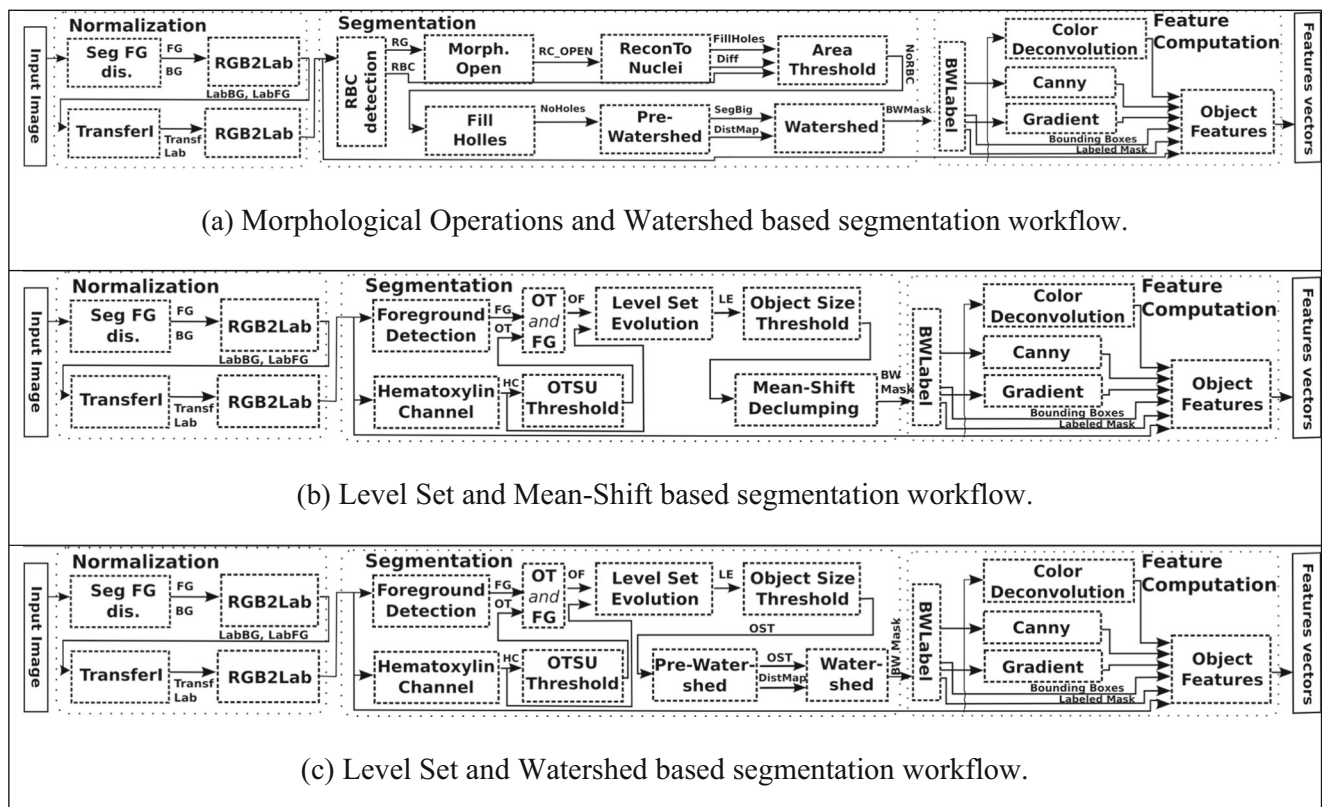 Input Image
Normalization
Seg FG
dis.
FG
BG
RGB2Lab
LabBG, LabFG
TransferI
Transf
Lab
RGB2Lab
Segmentation
RBC
detection
RG
RBC
Morph.
Open
RC_OPEN
ReconTo
Nuclei
FillHoles
Diff
Area
Threshold
NoRBC
Fill
Holles
NoHoles
Pre-
Watershed
SegBig
DistMap
Watershed
BWMask
BWLabel
Feature
Computation
Color
Deconvolution
Canny
Gradient
Bounding Boxes
Labeled Mask
Object
Features
Features vectors
(a) Morphological Operations and Watershed based segmentation workflow.
Input Image
Normalization
Seg FG
dis.
FG
BG
RGB2Lab
LabBG, LabFG
TransferI
Transf
Lab
RGB2Lab
Segmentation
Foreground
Detection
FG
OT
OT
and
FG
OF
Level Set
Evolution
LE
Object Size
Threshold
Hematoxylin
Channel
HC
OTSU
Threshold
Mean-Shift
Declumping
BW
Mask
BWLabel
Feature
Computation
Color
Deconvolution
Canny
Gradient
Bounding Boxes
Labeled Mask
Object
Features
Features vectors
(b) Level Set and Mean-Shift based segmentation workflow.
Input Image
Normalization
Seg FG
dis.
FG
BG
RGB2Lab
LabBG, LabFG
TransferI
Transf
Lab
RGB2Lab
Segmentation
Foreground
Detection
FG
OT
OT
and
FG
OF
Level Set
Evolution
LE
Object Size
Threshold
OST
Hematoxylin
Channel
HC
OTSU
Threshold
Pre-Water-
shed
OST
DistMap
Water-
shed
BW_Mask
BWLabel
Feature
Computation
Color
Deconvolution
Canny
Gradient
Bounding Boxes
Labeled Mask
Object
Features
Features vectors
(c) Level Set and Watershed based segmentation workflow.